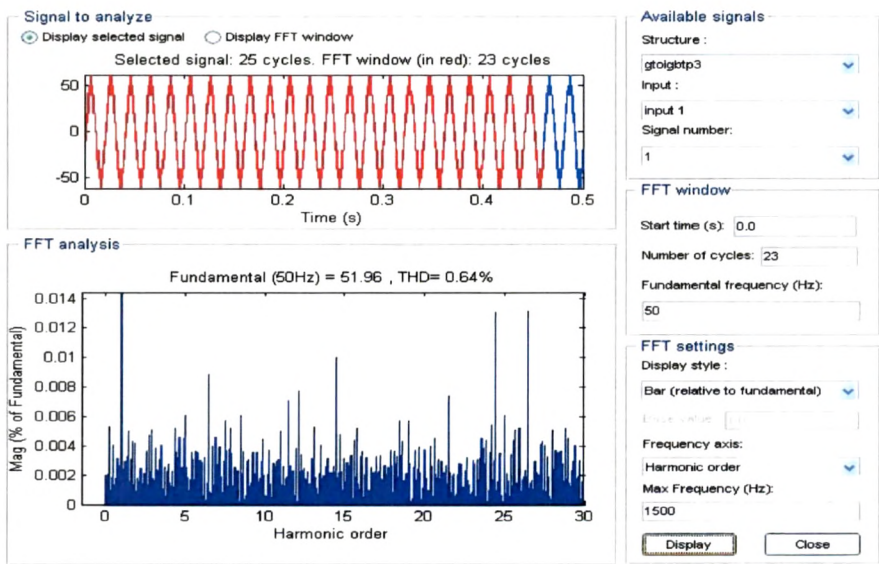 Signal to analyze
Display selected signal Display FFT window
Selected signal: 25 cycles. FFT window (in red): 23 cycles
50
0
-50
0 0.1 0.2 0.3 0.4 0.5
Time (s)
FFT analysis
Fundamental (50Hz) = 51.96 , THD= 0.64%
Mag (% of Fundamental)
0.014
0.012
0.01
0.008
0.006
0.004
0.002
0
0 5 10 15 20 25 30
Harmonic order
Available signals
Structure :
gtoigbtp3
Input :
input 1
Signal number:
1
FFT window
Start time (s): 0.0
Number of cycles: 23
Fundamental frequency (Hz):
50
FFT settings
Display style :
Bar (relative to fundamental)
Base value:
Frequency axis:
Harmonic order
Max Frequency (Hz):
1500
Display Close